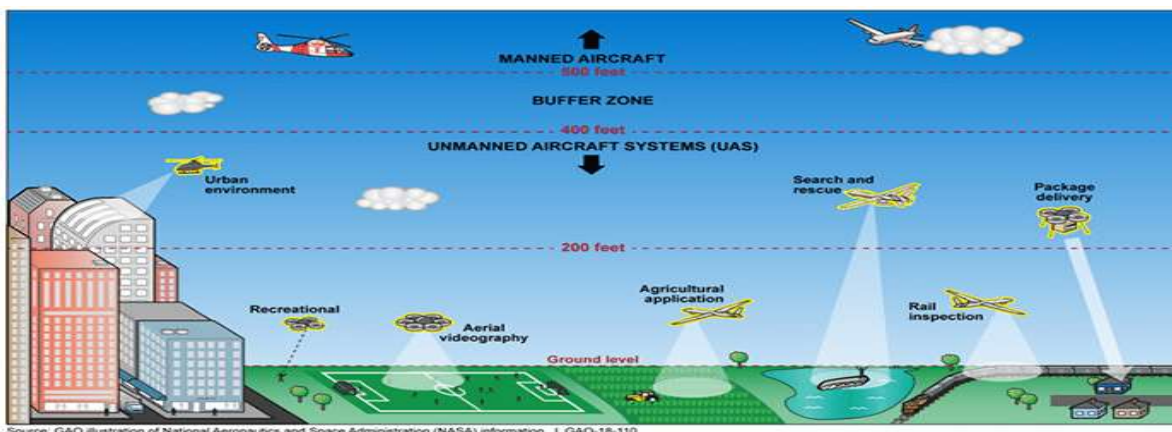 MANNED AIRCRAFT
500 feet
BUFFER ZONE
400 feet
UNMANNED AIRCRAFT SYSTEMS (UAS)
Urban
environment
Search and
rescue
Package
delivery
200 feet
Recreational
Aerial
videography
Agricultural
application
Rail
inspection
Ground level
Source: GAO illustration of National Aeronautics and Space Administration (NASA) information. | GAO-18-110